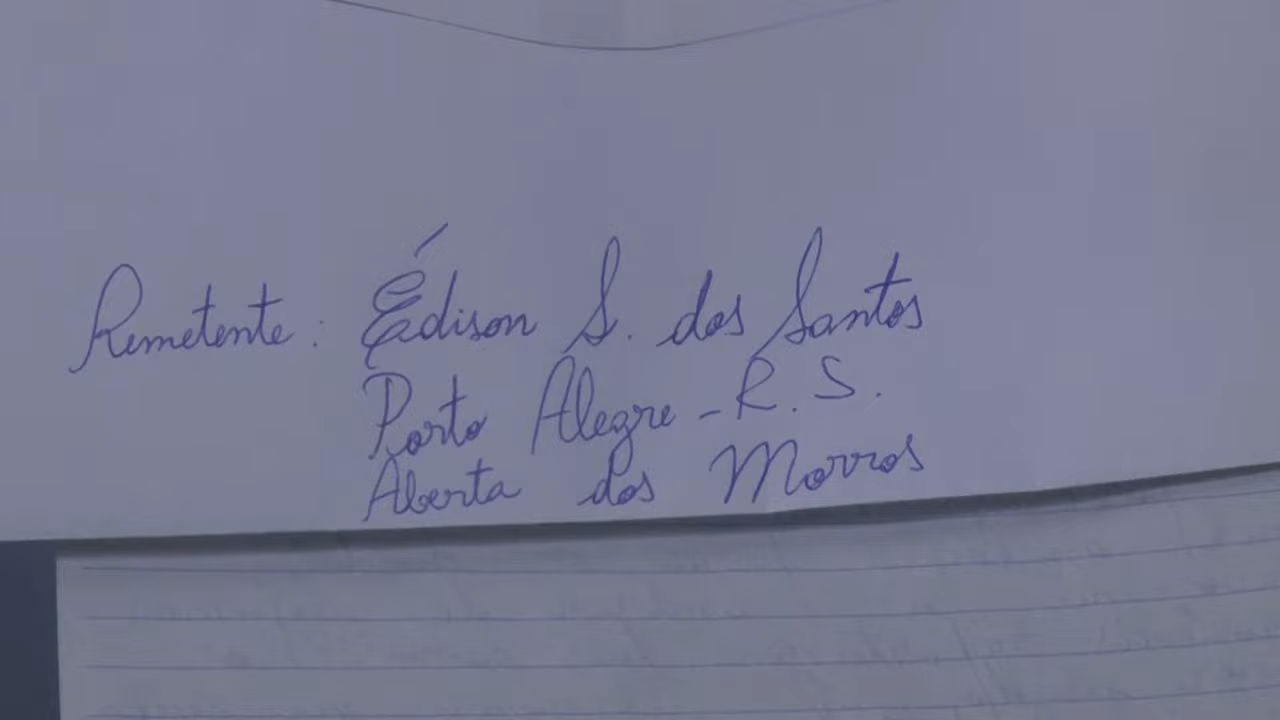 Remetente: Édison S. dos Santos
Porto Alegre - R.S.
Aberta dos Morros